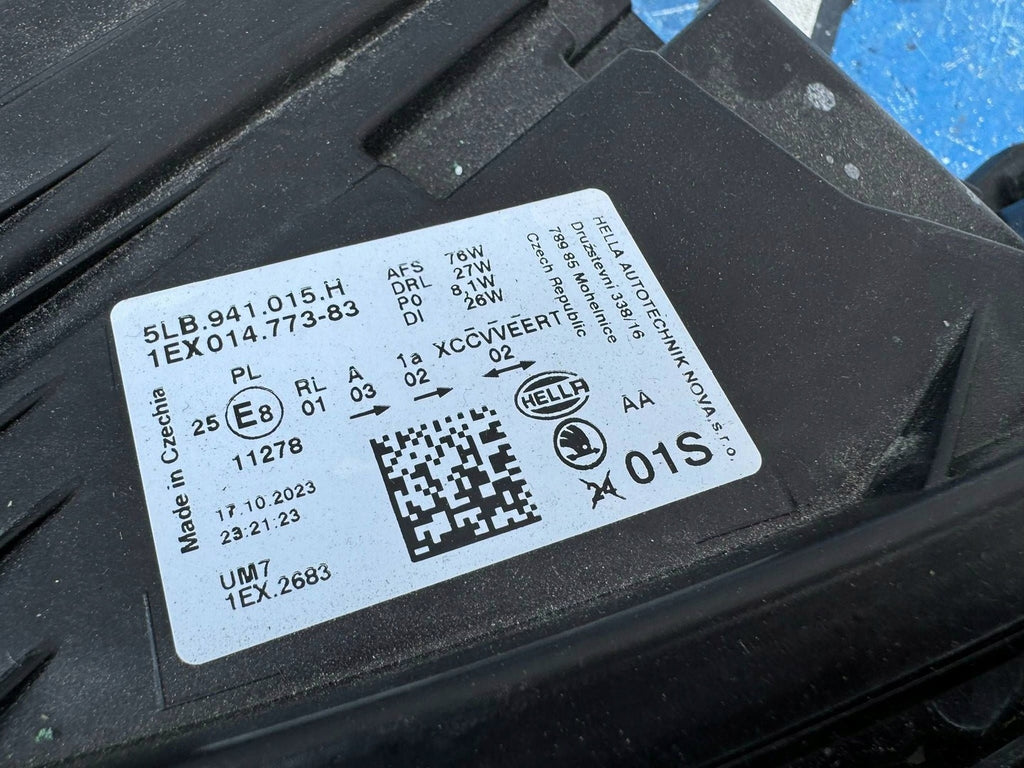 5LB.941.015.H
1EX014.773-83
AFS 76W
DRL 27W
PO 8,1W
DI 26W
HELLA AUTOTECHNIK NOVA,s.r.o.
Družstevní 338/16
789 85 Mohelnice
Czech Republic
Made in Czechia
PL
25 E8
11278
RL
01
A
03
1a
02
XCCVVEERT
02
HELLA
AA
01S
17.10.2023
23:21:23
UM7
1EX.2683